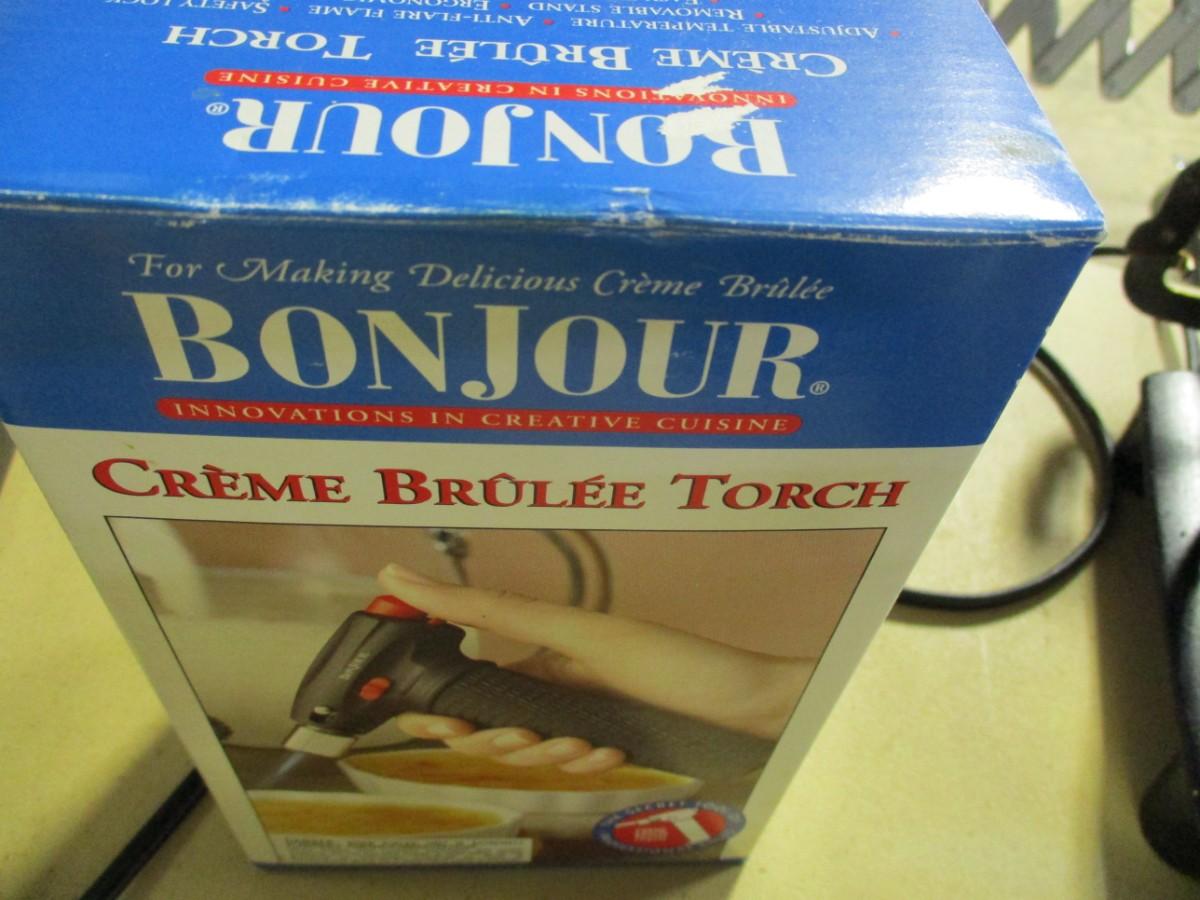 For Making Delicious Crème Brûlée
BONJOUR®
INNOVATIONS IN CREATIVE CUISINE
CRÈME BRÛLÉE TORCH
BONJOUR®
INNOVATIONS IN CREATIVE CUISINE
CRÈME BRÛLÉE TORCH
• ADJUSTABLE TEMPERATURE • ANTI-FLARE FLAME • SAFETY LOCK
• REMOVABLE STAND •